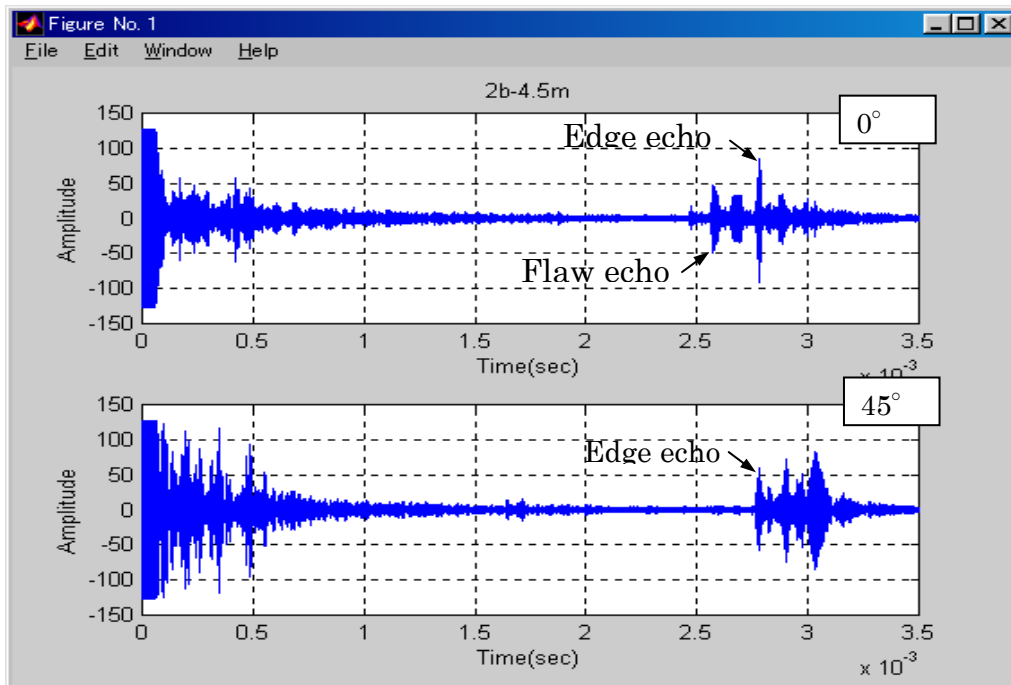 Figure No. 1
File Edit Window Help
2b-4.5m
0°
Edge echo
Flaw echo
150
100
50
0
-50
-100
-150
Amplitude
0 0.5 1 1.5 2 2.5 3 3.5
Time(sec)
x 10⁻³
45°
Edge echo
150
100
50
0
-50
-100
-150
Amplitude
0 0.5 1 1.5 2 2.5 3 3.5
Time(sec)
x 10⁻³